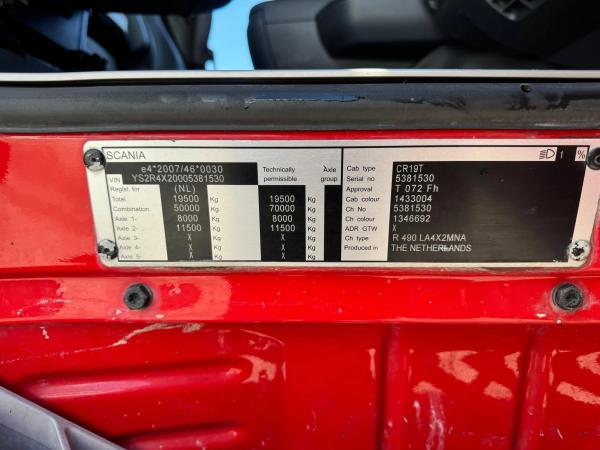 SCANIA 1 %
e4*2007/46*0030
VIN YS2R4X20005381530
Regist. for (NL) Technically permissible Axle group
Total 19500 Kg 19500 Kg
Combination 50000 Kg 70000 Kg
Axle 1- 8000 Kg 8000 Kg
Axle 2- 11500 Kg 11500 Kg
Axle 3- X Kg X Kg
Axle 4- X Kg X Kg
Axle 5- X Kg X Kg
Cab type CR19T
Serial no 5381530
Approval T 072 Fh
Cab colour 1433004
Ch No 5381530
Ch colour 1346692
ADR GTW X
Ch type R 490 LA4X2MNA
Produced in THE NETHERLANDS